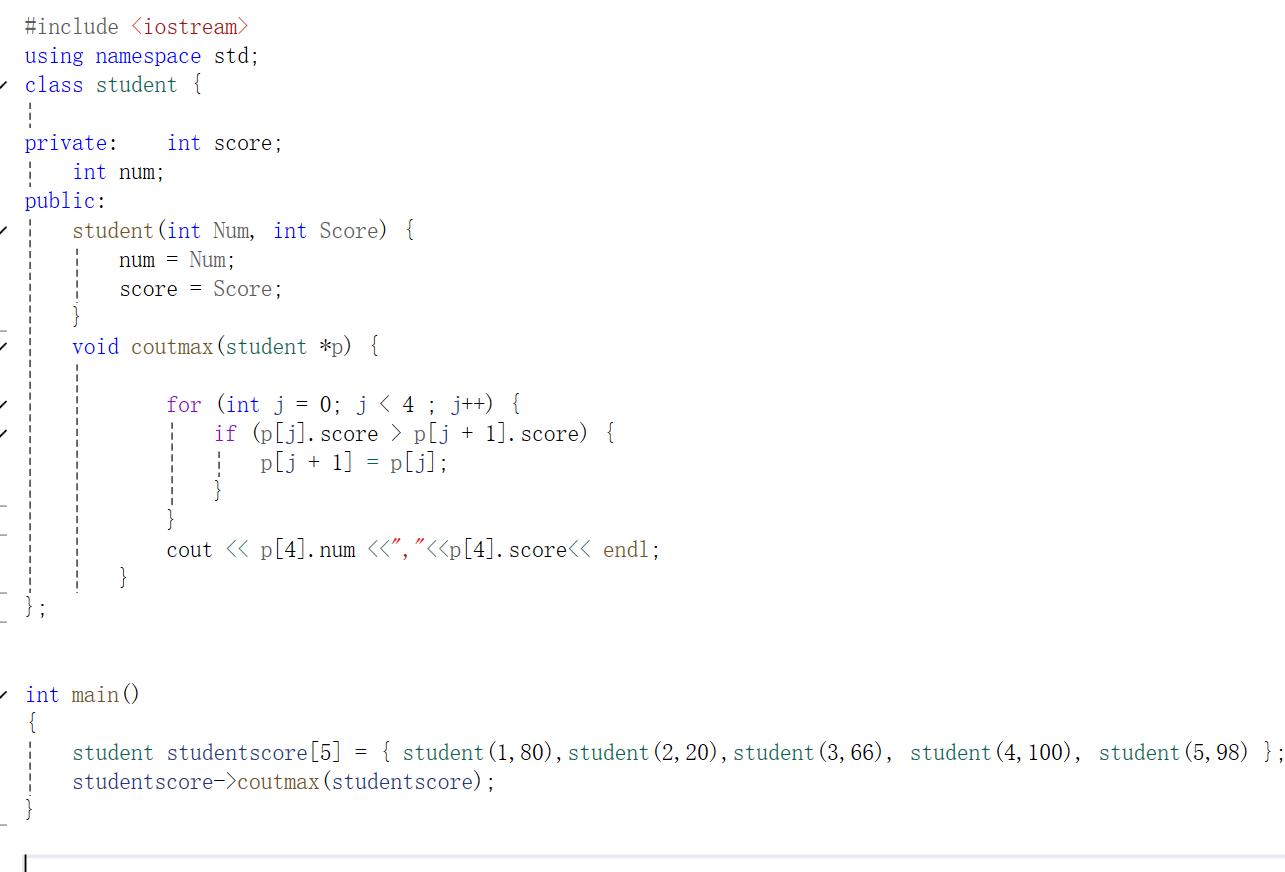 #include <iostream>
using namespace std;
class student {
private:    int score;
    int num;
public:
    student(int Num, int Score) {
        num = Num;
        score = Score;
    }
    void coutmax(student *p) {
            for (int j = 0; j < 4 ; j++) {
                if (p[j].score > p[j + 1].score) {
                    p[j + 1] = p[j];
                }
            }
            cout << p[4].num <<","<<p[4].score<< endl;
        }
};
int main()
{
    student studentscore[5] = { student(1,80),student(2,20),student(3,66), student(4,100), student(5,98) };
    studentscore->coutmax(studentscore);
}